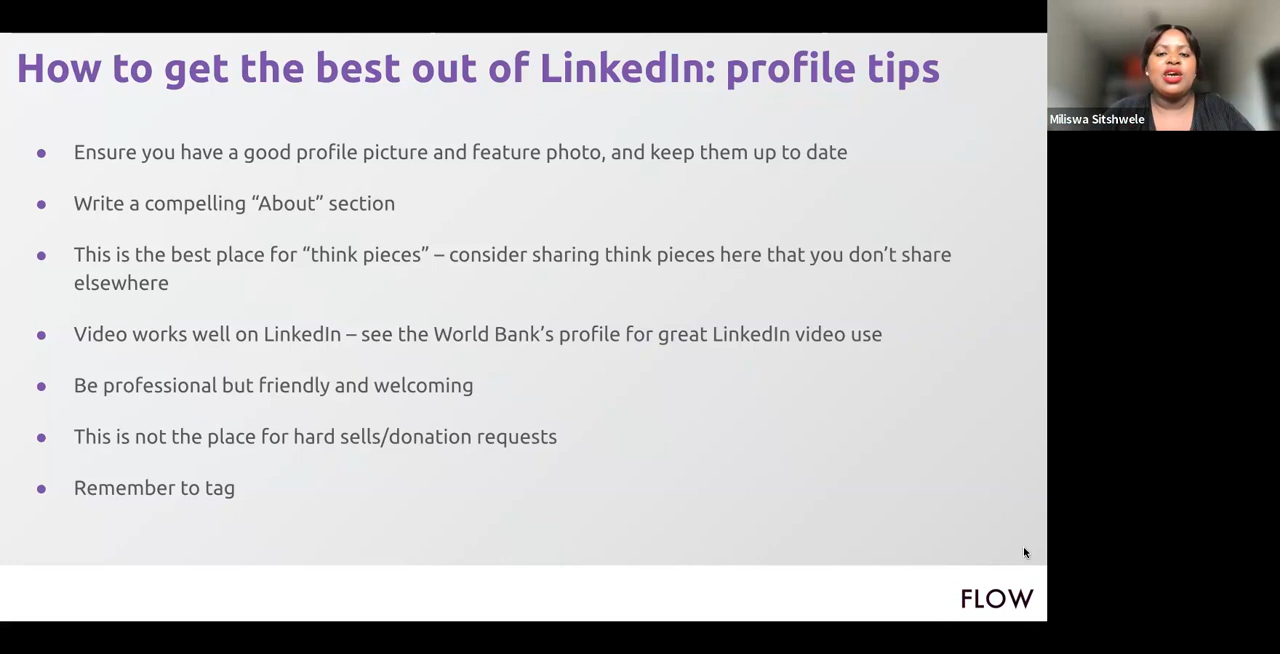 How to get the best out of LinkedIn: profile tips
Miliswa Sitshwele
● Ensure you have a good profile picture and feature photo, and keep them up to date
● Write a compelling “About” section
● This is the best place for “think pieces” – consider sharing think pieces here that you don’t share
elsewhere
● Video works well on LinkedIn – see the World Bank’s profile for great LinkedIn video use
● Be professional but friendly and welcoming
● This is not the place for hard sells/donation requests
● Remember to tag
FLOW